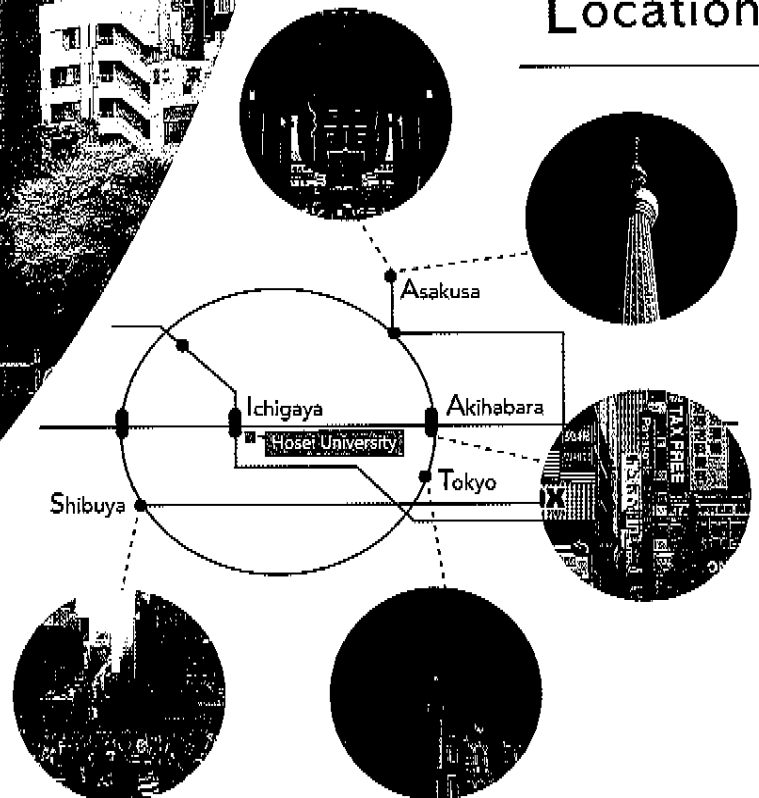 Location
Asakusa
Ichigaya
Akihabara
Hosei University
Tokyo
Shibuya
TAX FREE